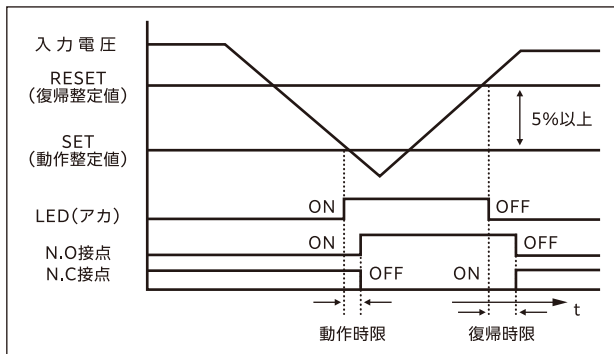 入力電圧
RESET
(復帰整定値)
5%以上
SET
(動作整定値)
ON
OFF
LED(アカ)
ON
OFF
N.O接点
OFF
ON
N.C接点
t
動作時限
復帰時限